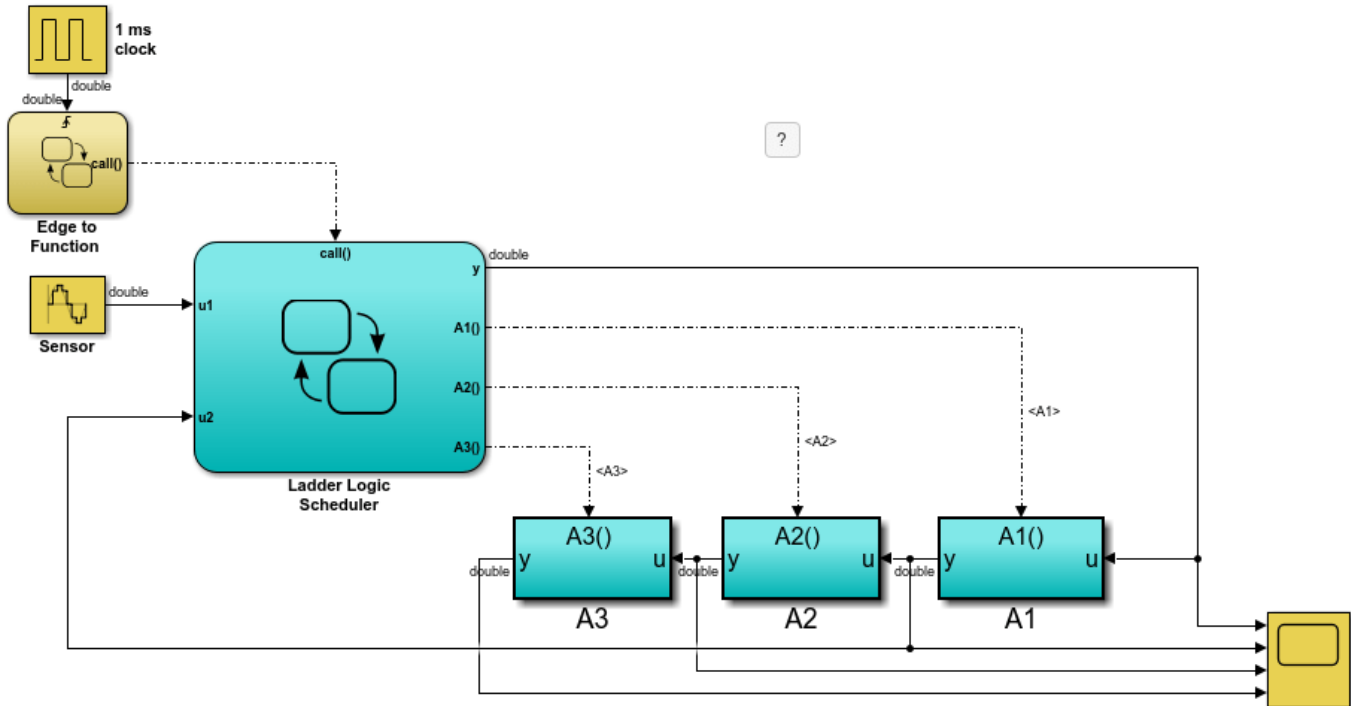 1 ms
clock
double
double
call()
Edge to
Function
?
call()
y
double
double
u1
Sensor
A1()
A2()
u2
A3()
<A1>
<A2>
<A3>
Ladder Logic
Scheduler
A3()
y
u
double
A3
A2()
y
u
double
A2
A1()
y
u
double
A1